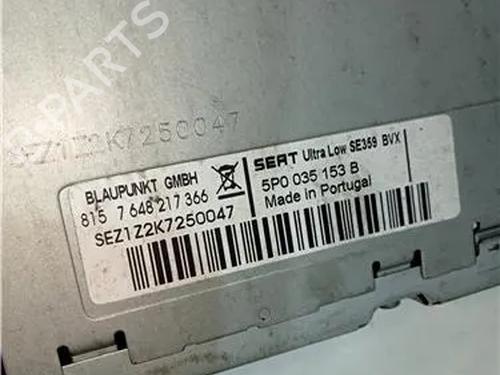 B-PARTS
SEZ1Z2K7250047
BLAUPUNKT GMBH
815 7 648 217 366
SEZ1Z2K7250047
SEAT Ultra Low SE359 BVX
5P0 035 153 B
Made in Portugal